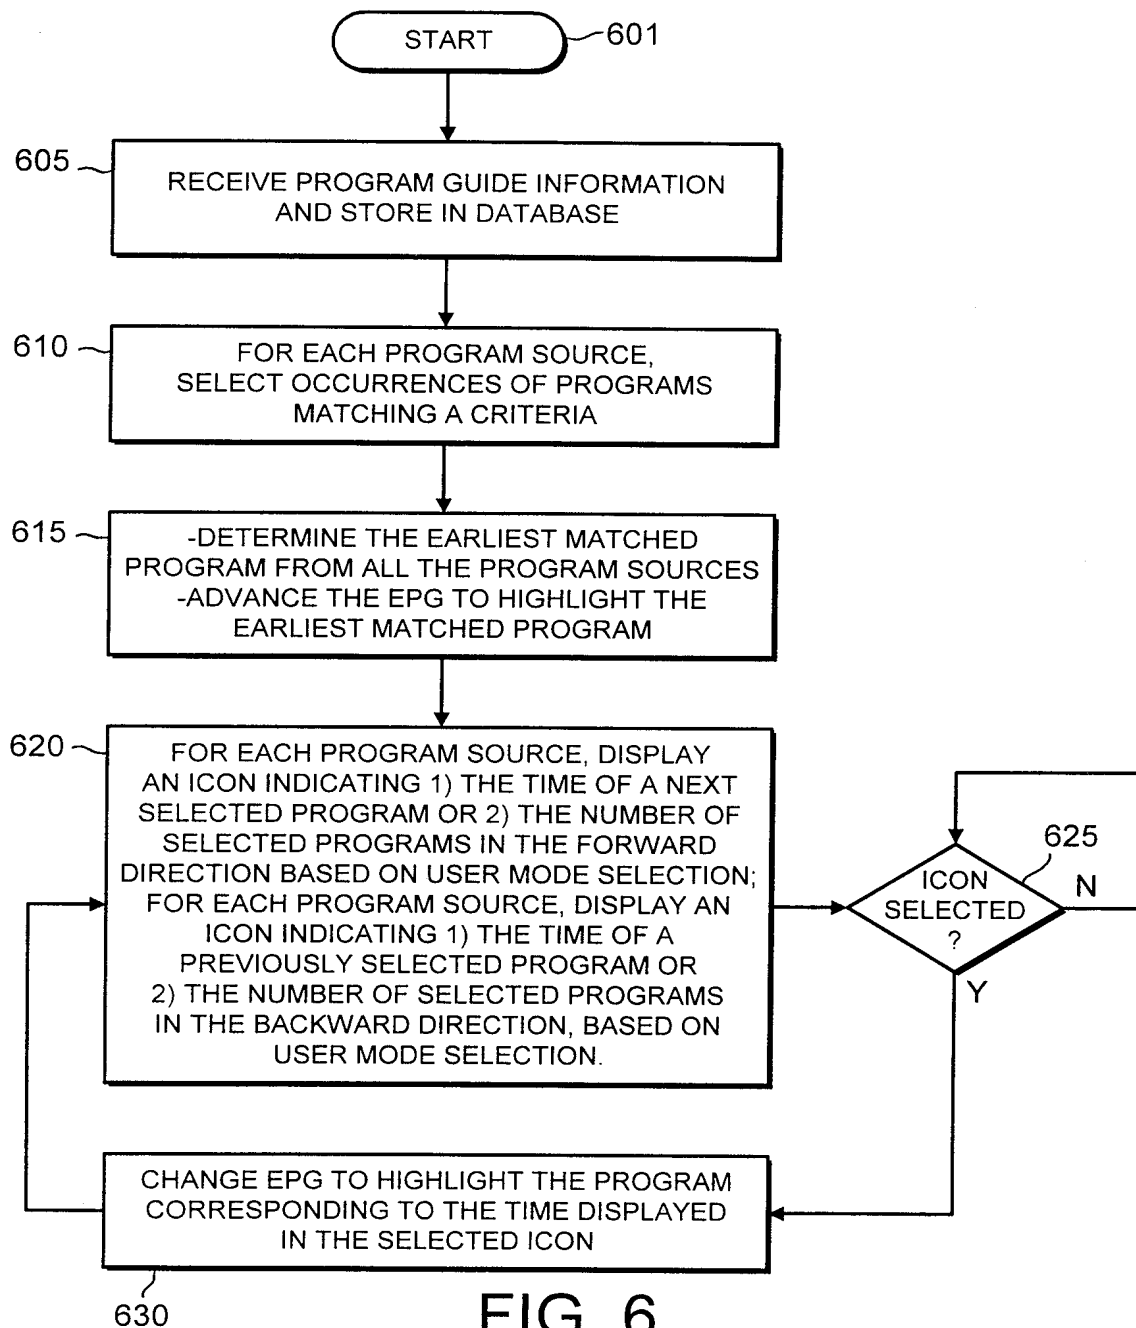 START
601
605
RECEIVE PROGRAM GUIDE INFORMATION
AND STORE IN DATABASE
610
FOR EACH PROGRAM SOURCE,
SELECT OCCURRENCES OF PROGRAMS
MATCHING A CRITERIA
615
-DETERMINE THE EARLIEST MATCHED
PROGRAM FROM ALL THE PROGRAM SOURCES
-ADVANCE THE EPG TO HIGHLIGHT THE
EARLIEST MATCHED PROGRAM
620
FOR EACH PROGRAM SOURCE, DISPLAY
AN ICON INDICATING 1) THE TIME OF A NEXT
SELECTED PROGRAM OR 2) THE NUMBER OF
SELECTED PROGRAMS IN THE FORWARD
DIRECTION BASED ON USER MODE SELECTION;
FOR EACH PROGRAM SOURCE, DISPLAY AN
ICON INDICATING 1) THE TIME OF A
PREVIOUSLY SELECTED PROGRAM OR
2) THE NUMBER OF SELECTED PROGRAMS
IN THE BACKWARD DIRECTION, BASED ON
USER MODE SELECTION.
625
ICON
SELECTED
?
N
Y
CHANGE EPG TO HIGHLIGHT THE PROGRAM
CORRESPONDING TO THE TIME DISPLAYED
IN THE SELECTED ICON
630
FIG 6